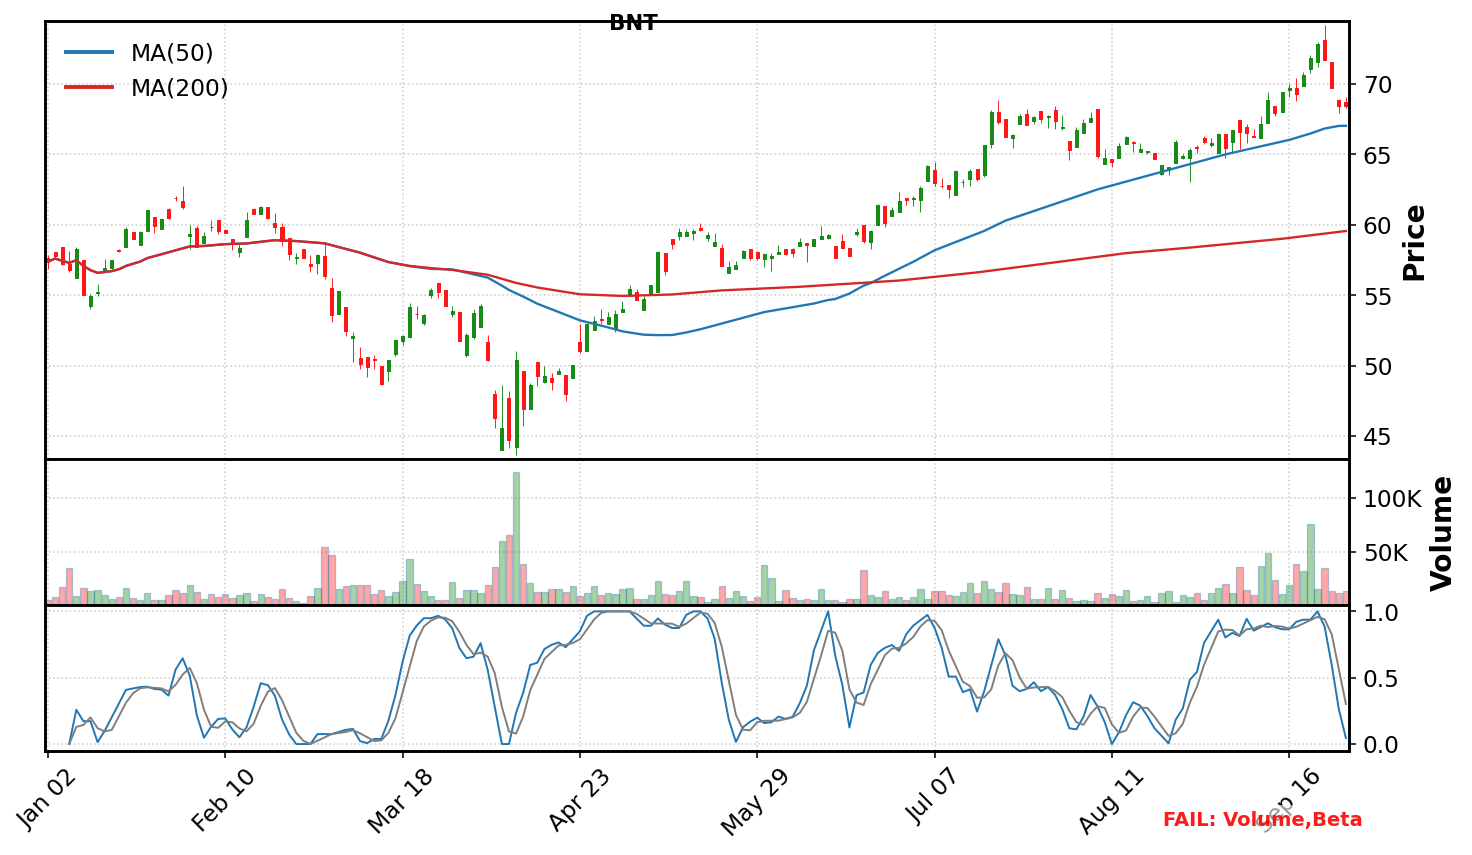 BNT
MA(50)
MA(200)
70
65
60
55
50
45
Price
100K
50K
Volume
1.0
0.5
0.0
Jan 02
Feb 10
Mar 18
Apr 23
May 29
Jul 07
Aug 11
Sep 16
FAIL: Volume,Beta